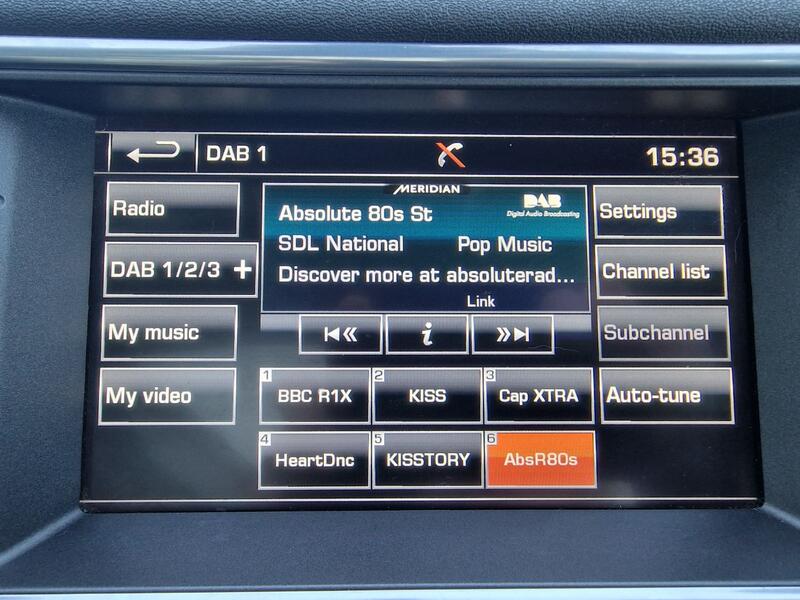 DAB 1
15:36
MERIDIAN
Radio
Absolute 80s St
DAB
Digital Audio Broadcasting
Settings
SDL National Pop Music
DAB 1/2/3 +
Discover more at absoluterad...
Channel list
Link
My music
i
Subchannel
My video
1 BBC R1X
2 KISS
3 Cap XTRA
Auto-tune
4 HeartDnc
5 KISSTORY
6 AbsR80s